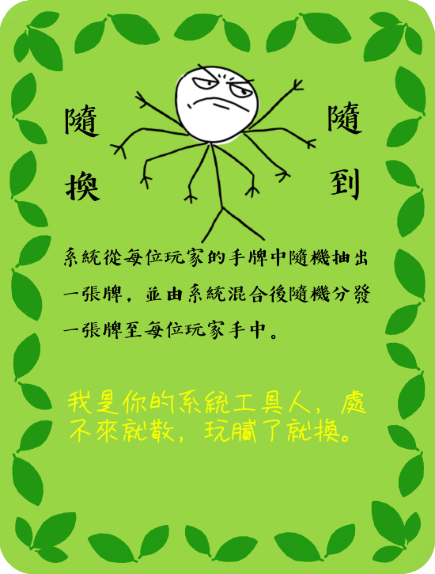 隨到
隨換
系統從每位玩家的手牌中隨機抽出
一張牌，並由系統混合後隨機分發
一張牌至每位玩家手中。
我是你的系統工具人，處
不來就散，玩膩了就換。